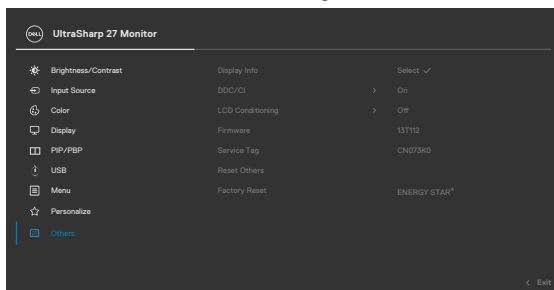 DELL UltraSharp 27 Monitor
Brightness/Contrast Display Info Select ✓
Input Source DDC/CI > On
Color LCD Conditioning > Off
Display Firmware 13T112
PIP/PBP Service Tag CN073K0
USB Reset Others
Menu Factory Reset ENERGY STAR®
Personalize
Others
< Exit